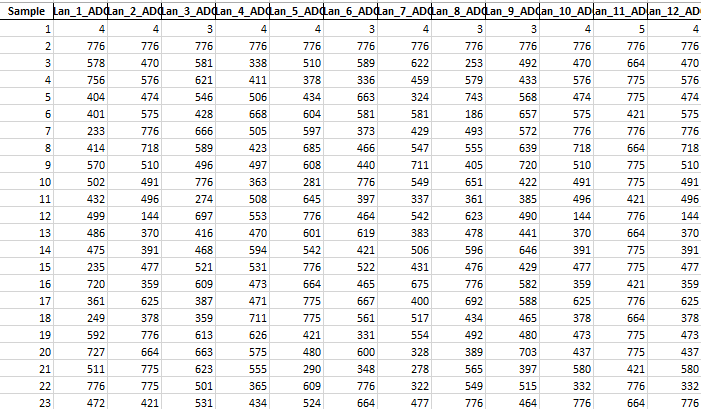 Sample Lan_1_AD Lan_2_AD Lan_3_AD Lan_4_AD Lan_5_AD Lan_6_AD Lan_7_AD Lan_8_AD Lan_9_AD an_10_AD an_11_AD an_12_AD
1 4 4 3 4 4 3 4 3 3 4 5 4
2 776 776 776 776 776 776 776 776 776 776 776 776
3 578 470 581 338 510 589 622 253 492 470 664 470
4 756 576 621 411 378 336 459 579 433 576 775 576
5 404 474 546 506 434 663 324 743 568 474 775 474
6 401 575 428 668 604 581 581 186 657 575 421 575
7 233 776 666 505 597 373 429 493 572 776 776 776
8 414 718 589 423 685 466 547 555 639 718 664 718
9 570 510 496 497 608 440 711 405 720 510 775 510
10 502 491 776 363 281 776 549 651 422 491 775 491
11 432 496 274 508 645 397 337 361 385 496 421 496
12 499 144 697 553 776 464 542 623 490 144 776 144
13 486 370 416 470 601 619 383 478 441 370 664 370
14 475 391 468 594 542 421 506 596 646 391 775 391
15 235 477 521 531 776 522 431 476 429 477 775 477
16 720 359 609 473 664 465 675 776 582 359 421 359
17 361 625 387 471 775 667 400 692 588 625 776 625
18 249 378 359 711 775 561 517 434 465 378 664 378
19 592 776 613 626 421 331 554 492 480 473 775 473
20 727 664 663 575 480 600 328 389 703 437 775 437
21 511 775 623 555 290 348 278 565 397 580 421 580
22 776 775 501 365 609 776 322 549 515 332 776 332
23 472 421 531 434 524 664 477 776 464 776 664 776